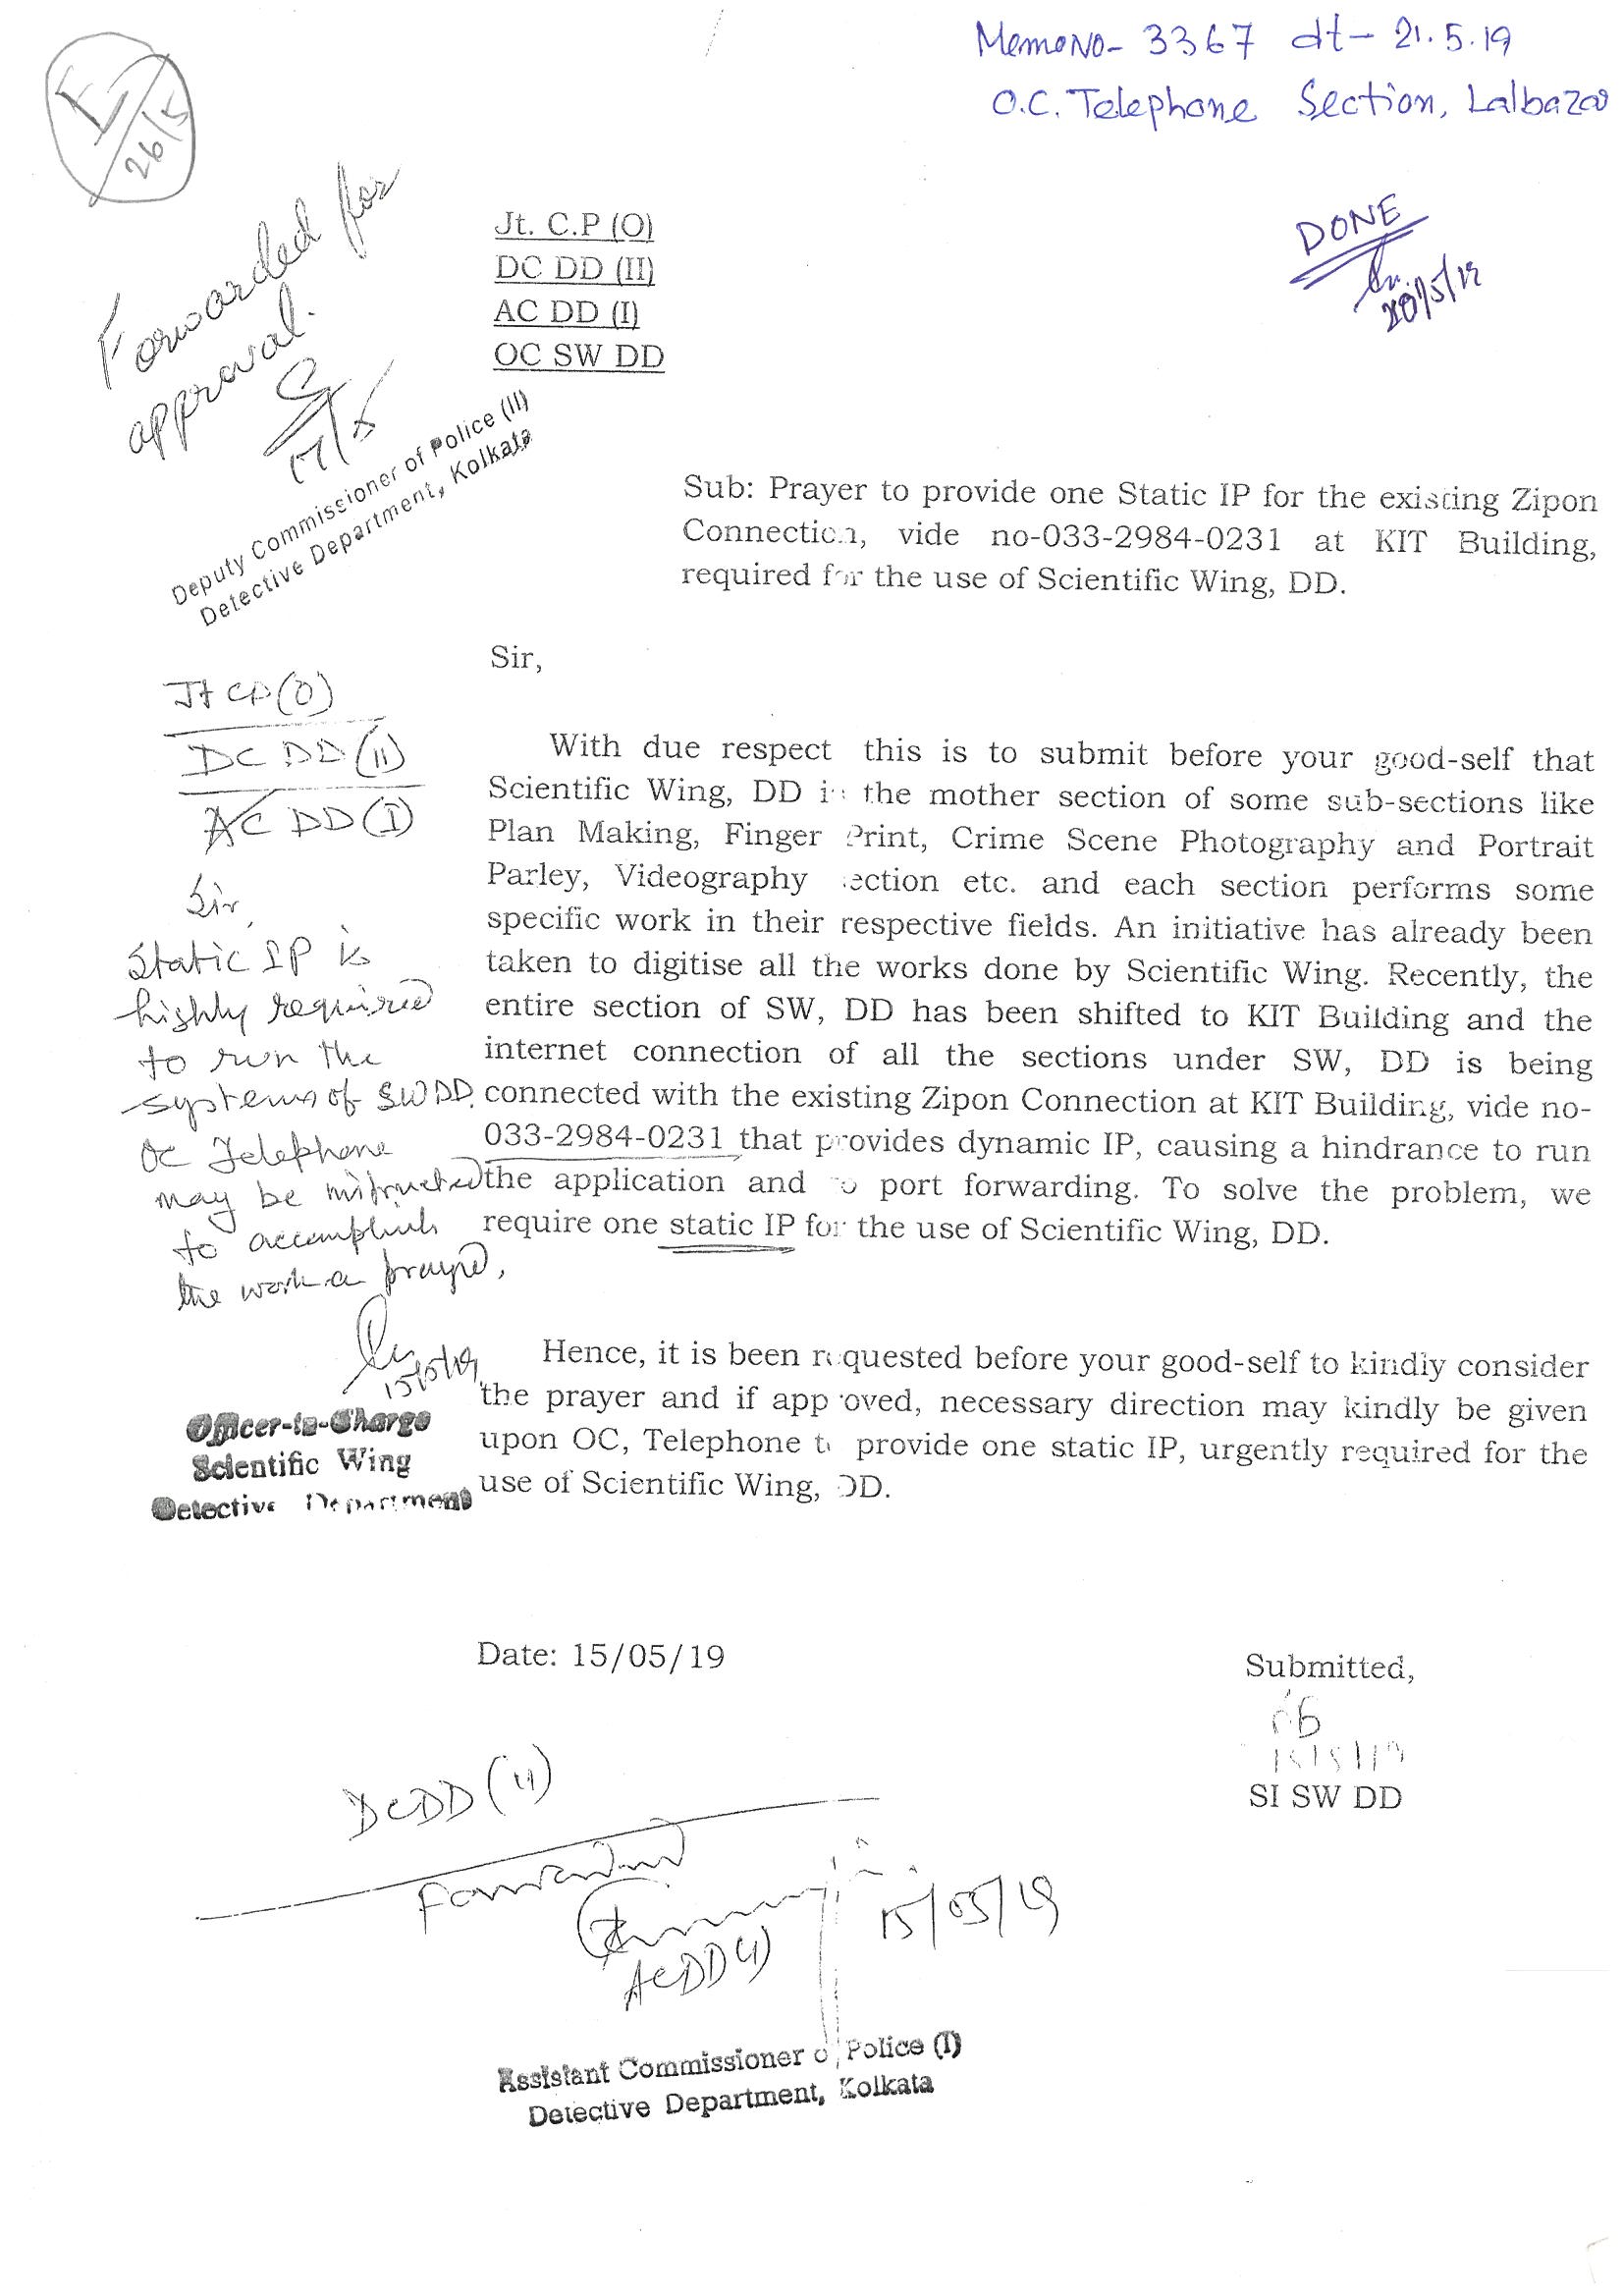 Memo No- 3367 dt- 21.5.19
O.C. Telephone Section, Lalbazar
26/5
DONE
Forwarded for
approval.
17/5
Deputy Commissioner of Police (II)
Detective Department, Kolkata
Jt. C.P (O)
DC DD (II)
AC DD (I)
OC SW DD
Sub: Prayer to provide one Static IP for the existing Zipon
Connection, vide no-033-2984-0231 at KIT Building,
required for the use of Scientific Wing, DD.
Sir,
With due respect this is to submit before your good-self that
Scientific Wing, DD is the mother section of some sub-sections like
Plan Making, Finger Print, Crime Scene Photography and Portrait
Parley, Videography section etc. and each section performs some
specific work in their respective fields. An initiative has already been
taken to digitise all the works done by Scientific Wing. Recently, the
entire section of SW, DD has been shifted to KIT Building and the
internet connection of all the sections under SW, DD is being
connected with the existing Zipon Connection at KIT Building, vide no-
033-2984-0231 that provides dynamic IP, causing a hindrance to run
the application and to port forwarding. To solve the problem, we
require one static IP for the use of Scientific Wing, DD.
Hence, it is been requested before your good-self to kindly consider
the prayer and if approved, necessary direction may kindly be given
upon OC, Telephone to provide one static IP, urgently required for the
use of Scientific Wing, DD.
Jt CP (O)
DC DD (II)
AC DD (I)
Sir,
Static IP is
highly required
to run the
systems of SWDD.
OC Telephone
may be instructed
to accomplish
the work as prayed,
15/05/19
Officer-in-Charge
Scientific Wing
Detective Department
Date: 15/05/19
Submitted,
15/5/19
SI SW DD
DCDD (II)
Forwarded
ACDD (I)
15/05/19
Assistant Commissioner of Police (I)
Detective Department, Kolkata